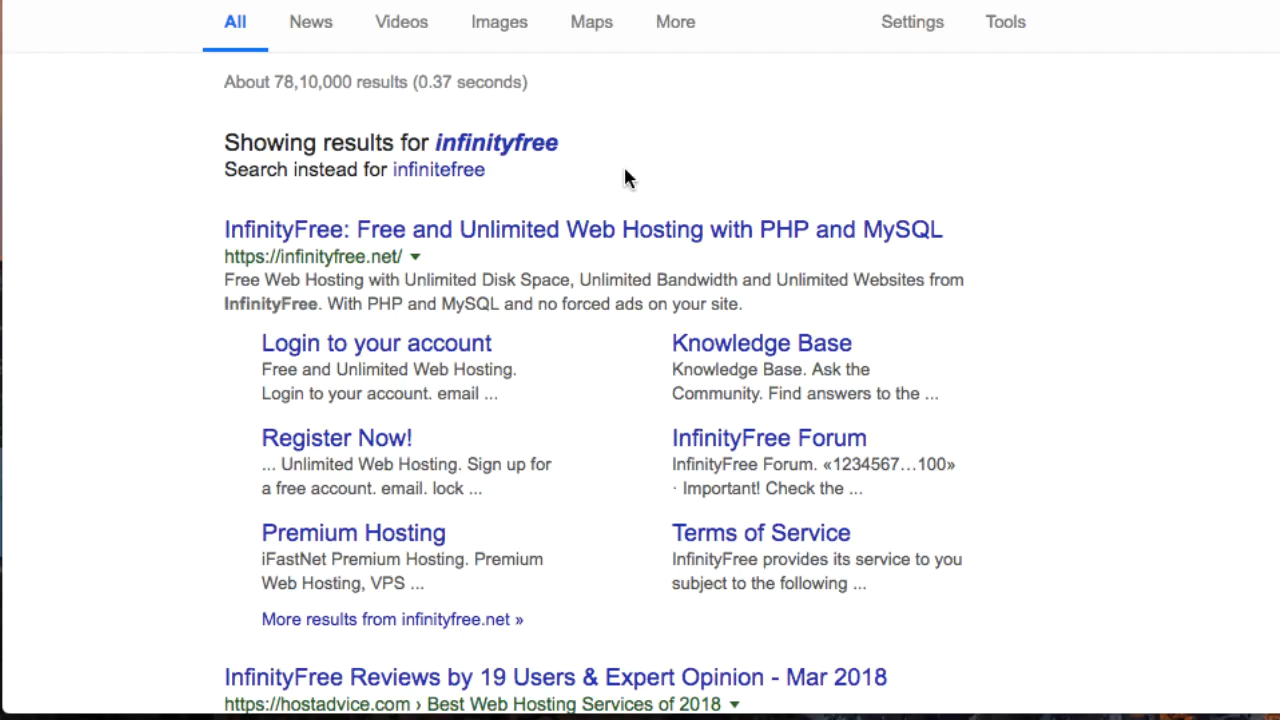 All News Videos Images Maps More Settings Tools
About 78,10,000 results (0.37 seconds)
Showing results for infinityfree
Search instead for infinitefree
InfinityFree: Free and Unlimited Web Hosting with PHP and MySQL
https://infinityfree.net/
Free Web Hosting with Unlimited Disk Space, Unlimited Bandwidth and Unlimited Websites from
InfinityFree. With PHP and MySQL and no forced ads on your site.
Login to your account
Free and Unlimited Web Hosting.
Login to your account. email ...
Knowledge Base
Knowledge Base. Ask the
Community. Find answers to the ...
Register Now!
... Unlimited Web Hosting. Sign up for
a free account. email. lock ...
InfinityFree Forum
InfinityFree Forum. «1234567...100»
· Important! Check the ...
Premium Hosting
iFastNet Premium Hosting. Premium
Web Hosting, VPS ...
Terms of Service
InfinityFree provides its service to you
subject to the following ...
More results from infinityfree.net »
InfinityFree Reviews by 19 Users & Expert Opinion - Mar 2018
https://hostadvice.com › Best Web Hosting Services of 2018